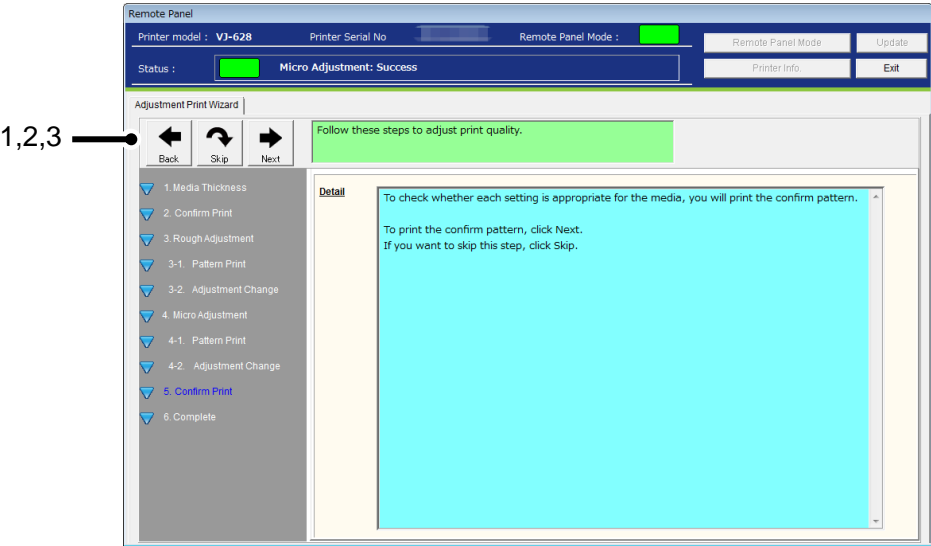 Remote Panel
Printer model : VJ-628 Printer Serial No Remote Panel Mode : Remote Panel Mode Update
Status : Micro Adjustment: Success Printer Info. Exit
Adjustment Print Wizard
1,2,3
Back Skip Next
Follow these steps to adjust print quality.
1. Media Thickness
2. Confirm Print
3. Rough Adjustment
3-1. Pattern Print
3-2. Adjustment Change
4. Micro Adjustment
4-1. Pattern Print
4-2. Adjustment Change
5. Confirm Print
6. Complete
Detail
To check whether each setting is appropriate for the media, you will print the confirm pattern.
To print the confirm pattern, click Next.
If you want to skip this step, click Skip.